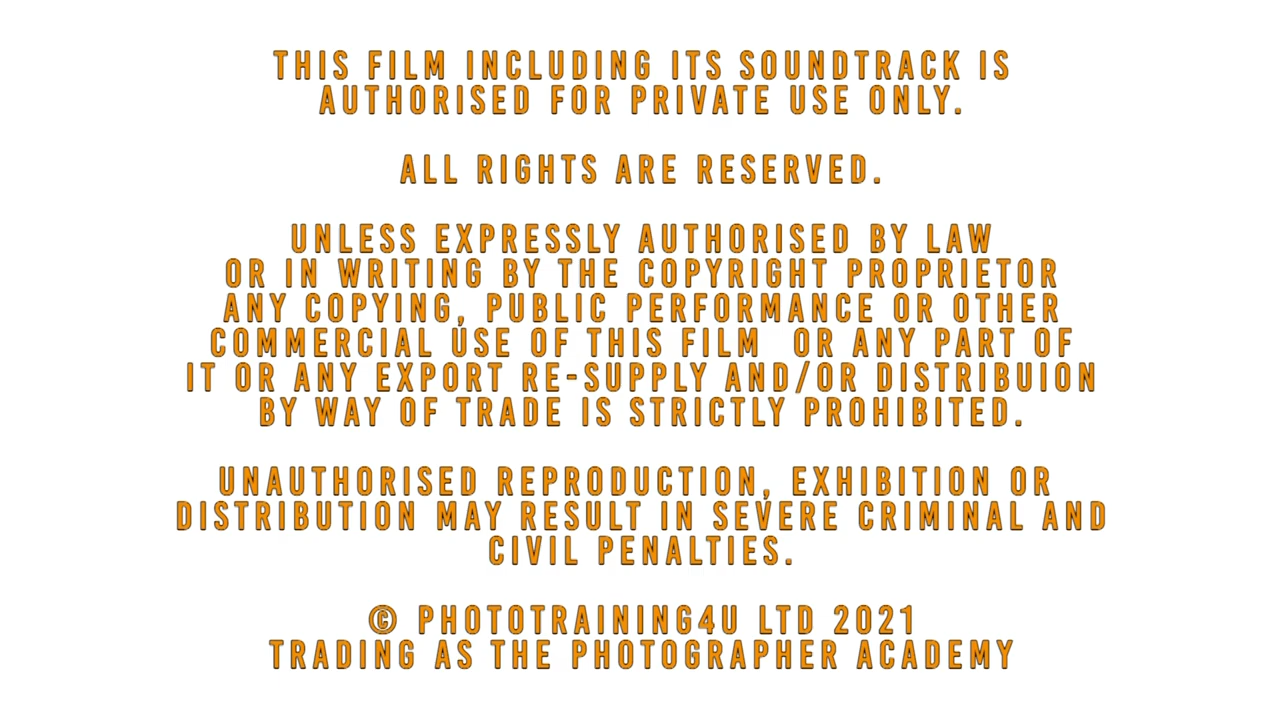 THIS FILM INCLUDING ITS SOUNDTRACK IS
AUTHORISED FOR PRIVATE USE ONLY.
ALL RIGHTS ARE RESERVED.
UNLESS EXPRESSLY AUTHORISED BY LAW
OR IN WRITING BY THE COPYRIGHT PROPRIETOR
ANY COPYING, PUBLIC PERFORMANCE OR OTHER
COMMERCIAL USE OF THIS FILM  OR ANY PART OF
IT OR ANY EXPORT RE-SUPPLY AND/OR DISTRIBUION
BY WAY OF TRADE IS STRICTLY PROHIBITED.
UNAUTHORISED REPRODUCTION, EXHIBITION OR
DISTRIBUTION MAY RESULT IN SEVERE CRIMINAL AND
CIVIL PENALTIES.
© PHOTOTRAINING4U LTD 2021
TRADING AS THE PHOTOGRAPHER ACADEMY